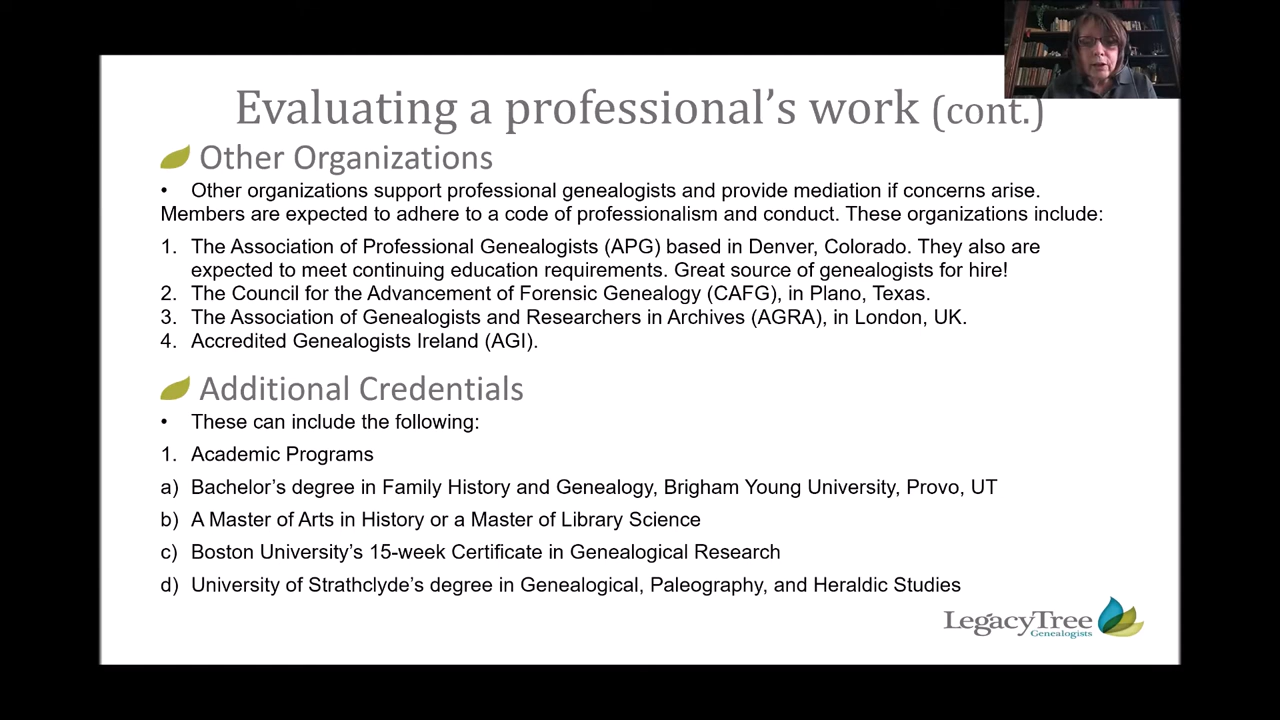 Evaluating a professional's work (cont.)
Other Organizations
• Other organizations support professional genealogists and provide mediation if concerns arise.
Members are expected to adhere to a code of professionalism and conduct. These organizations include:
1. The Association of Professional Genealogists (APG) based in Denver, Colorado. They also are
expected to meet continuing education requirements. Great source of genealogists for hire!
2. The Council for the Advancement of Forensic Genealogy (CAFG), in Plano, Texas.
3. The Association of Genealogists and Researchers in Archives (AGRA), in London, UK.
4. Accredited Genealogists Ireland (AGI).
Additional Credentials
• These can include the following:
1. Academic Programs
a) Bachelor's degree in Family History and Genealogy, Brigham Young University, Provo, UT
b) A Master of Arts in History or a Master of Library Science
c) Boston University's 15-week Certificate in Genealogical Research
d) University of Strathclyde's degree in Genealogical, Paleography, and Heraldic Studies
LegacyTree
Genealogists